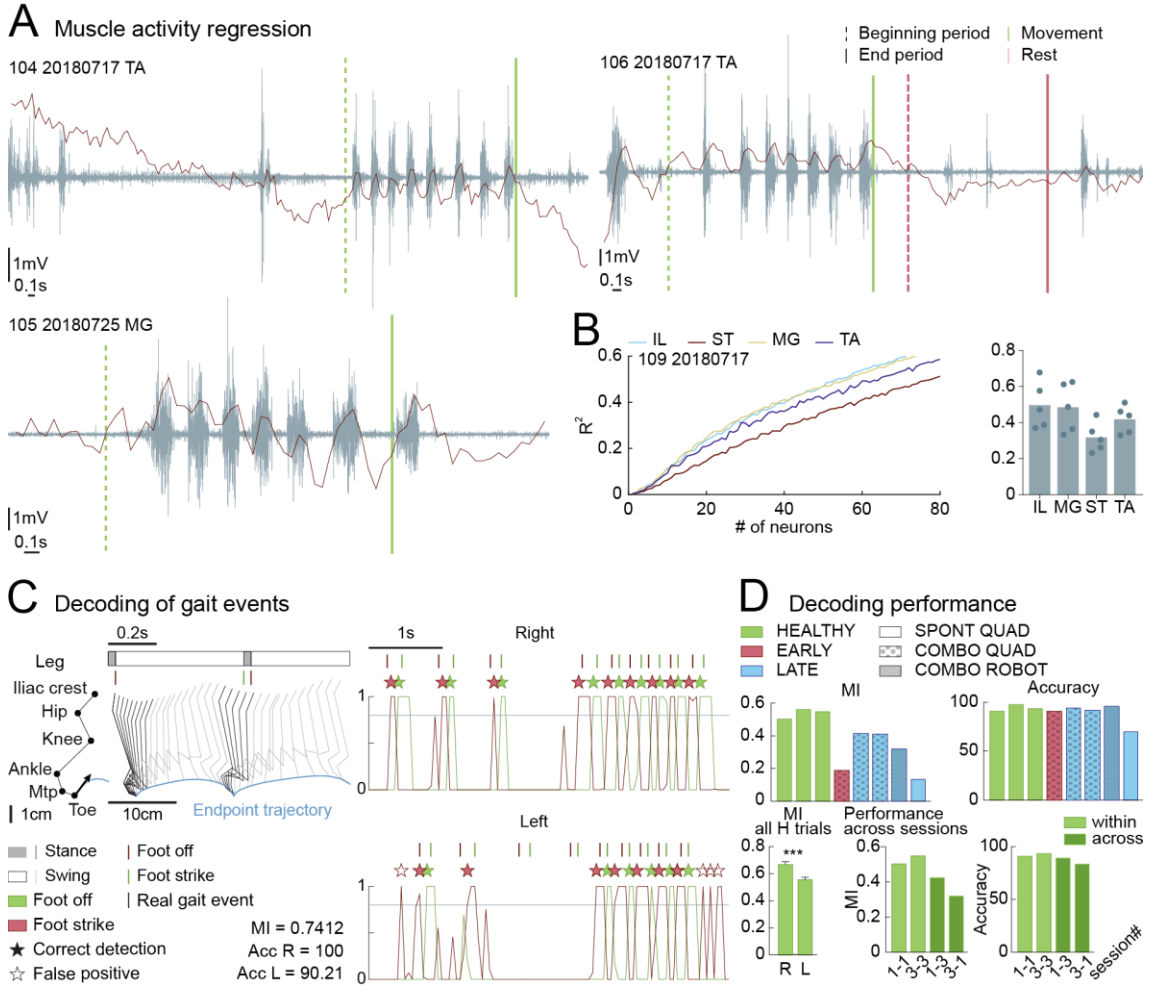 A Muscle activity regression
Beginning period
Movement
End period
Rest
104 20180717 TA
106 20180717 TA
1mV
0.1s
1mV
0.1s
105 20180725 MG
1mV
0.1s
B
IL ST MG TA
109 20180717
0.6
0.4
0.2
0
R²
0 20 40 60 80
# of neurons
0.8
0.6
0.4
0.2
0
IL MG ST TA
C Decoding of gait events
0.2s
Leg
Iliac crest
Hip
Knee
Ankle
Mtp
Toe
1cm
10cm
Endpoint trajectory
Stance
Foot off
Swing
Foot strike
Foot off
Real gait event
Foot strike
Correct detection
False positive
MI = 0.7412
Acc R = 100
Acc L = 90.21
1s
Right
1
0
Left
1
0
D Decoding performance
HEALTHY
SPONT QUAD
EARLY
COMBO QUAD
LATE
COMBO ROBOT
MI
0.6
0.4
0.2
0
Accuracy
100
50
0
MI
all H trials
0.8
0.6
0.4
0.2
0
***
R L
Performance
across sessions
MI
0.6
0.4
0.2
0
1-1 3-3 1-3 3-1
within
across
Accuracy
100
50
0
1-1 3-3 1-3 3-1
session#